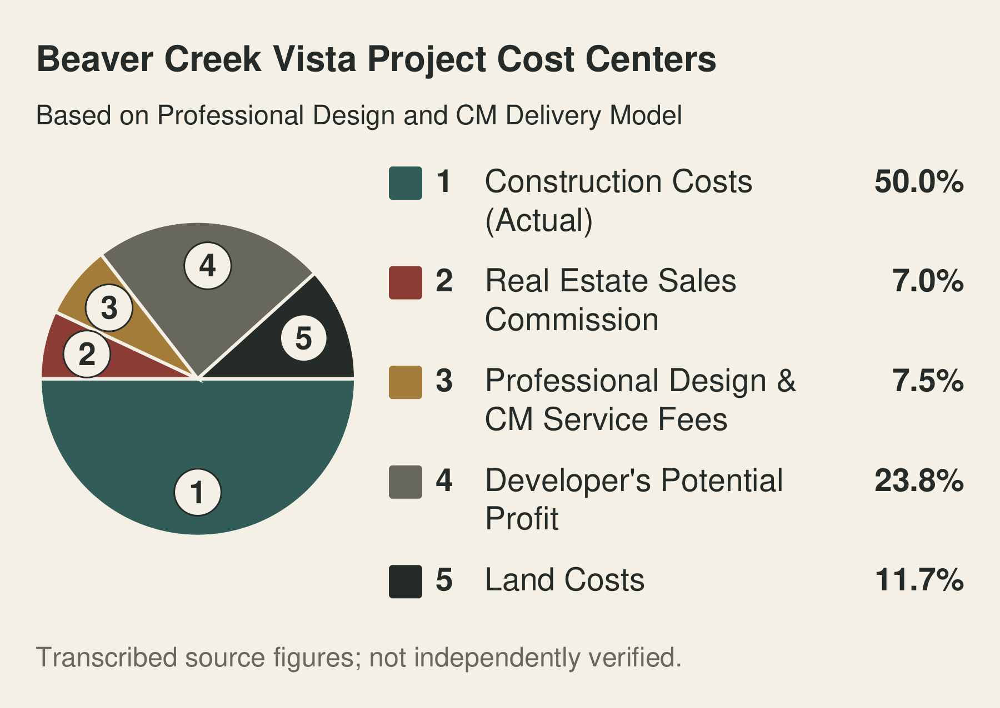 Beaver Creek Vista Project Cost Centers
Based on Professional Design and CM Delivery Model
1 Construction Costs 50.0%
(Actual)
2 Real Estate Sales 7.0%
Commission
3 Professional Design & 7.5%
CM Service Fees
4 Developer's Potential 23.8%
Profit
5 Land Costs 11.7%
4
3
5
2
1
Transcribed source figures; not independently verified.